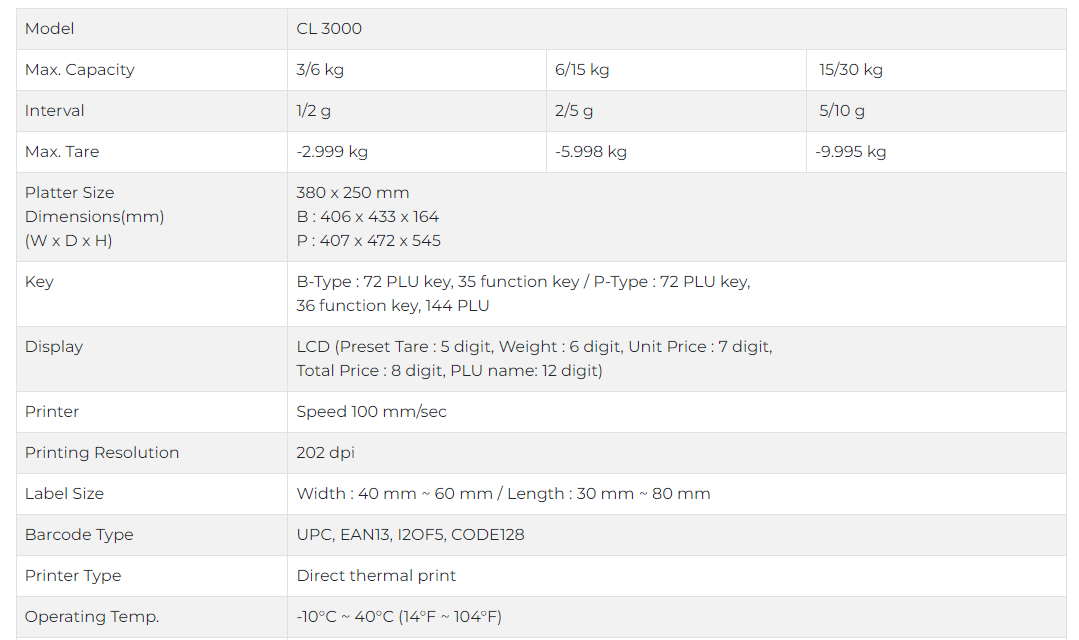 Model CL 3000
Max. Capacity 3/6 kg 6/15 kg 15/30 kg
Interval 1/2 g 2/5 g 5/10 g
Max. Tare -2.999 kg -5.998 kg -9.995 kg
Platter Size 380 x 250 mm
Dimensions(mm) B : 406 x 433 x 164
(W x D x H) P : 407 x 472 x 545
Key B-Type : 72 PLU key, 35 function key / P-Type : 72 PLU key,
36 function key, 144 PLU
Display LCD (Preset Tare : 5 digit, Weight : 6 digit, Unit Price : 7 digit,
Total Price : 8 digit, PLU name: 12 digit)
Printer Speed 100 mm/sec
Printing Resolution 202 dpi
Label Size Width : 40 mm ~ 60 mm / Length : 30 mm ~ 80 mm
Barcode Type UPC, EAN13, I2OF5, CODE128
Printer Type Direct thermal print
Operating Temp. -10°C ~ 40°C (14°F ~ 104°F)